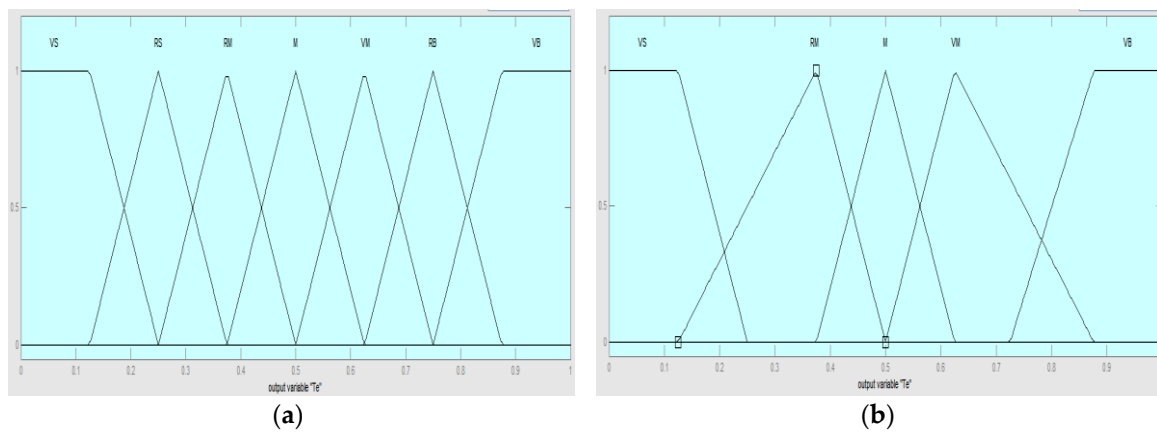 VS RS RM M VM RB VB
1
0.5
0
0 0.1 0.2 0.3 0.4 0.5 0.6 0.7 0.8 0.9 1
output variable "Te"
(a)
VS RM M VM VB
1
0.5
0
0 0.1 0.2 0.3 0.4 0.5 0.6 0.7 0.8 0.9
output variable "Te"
(b)